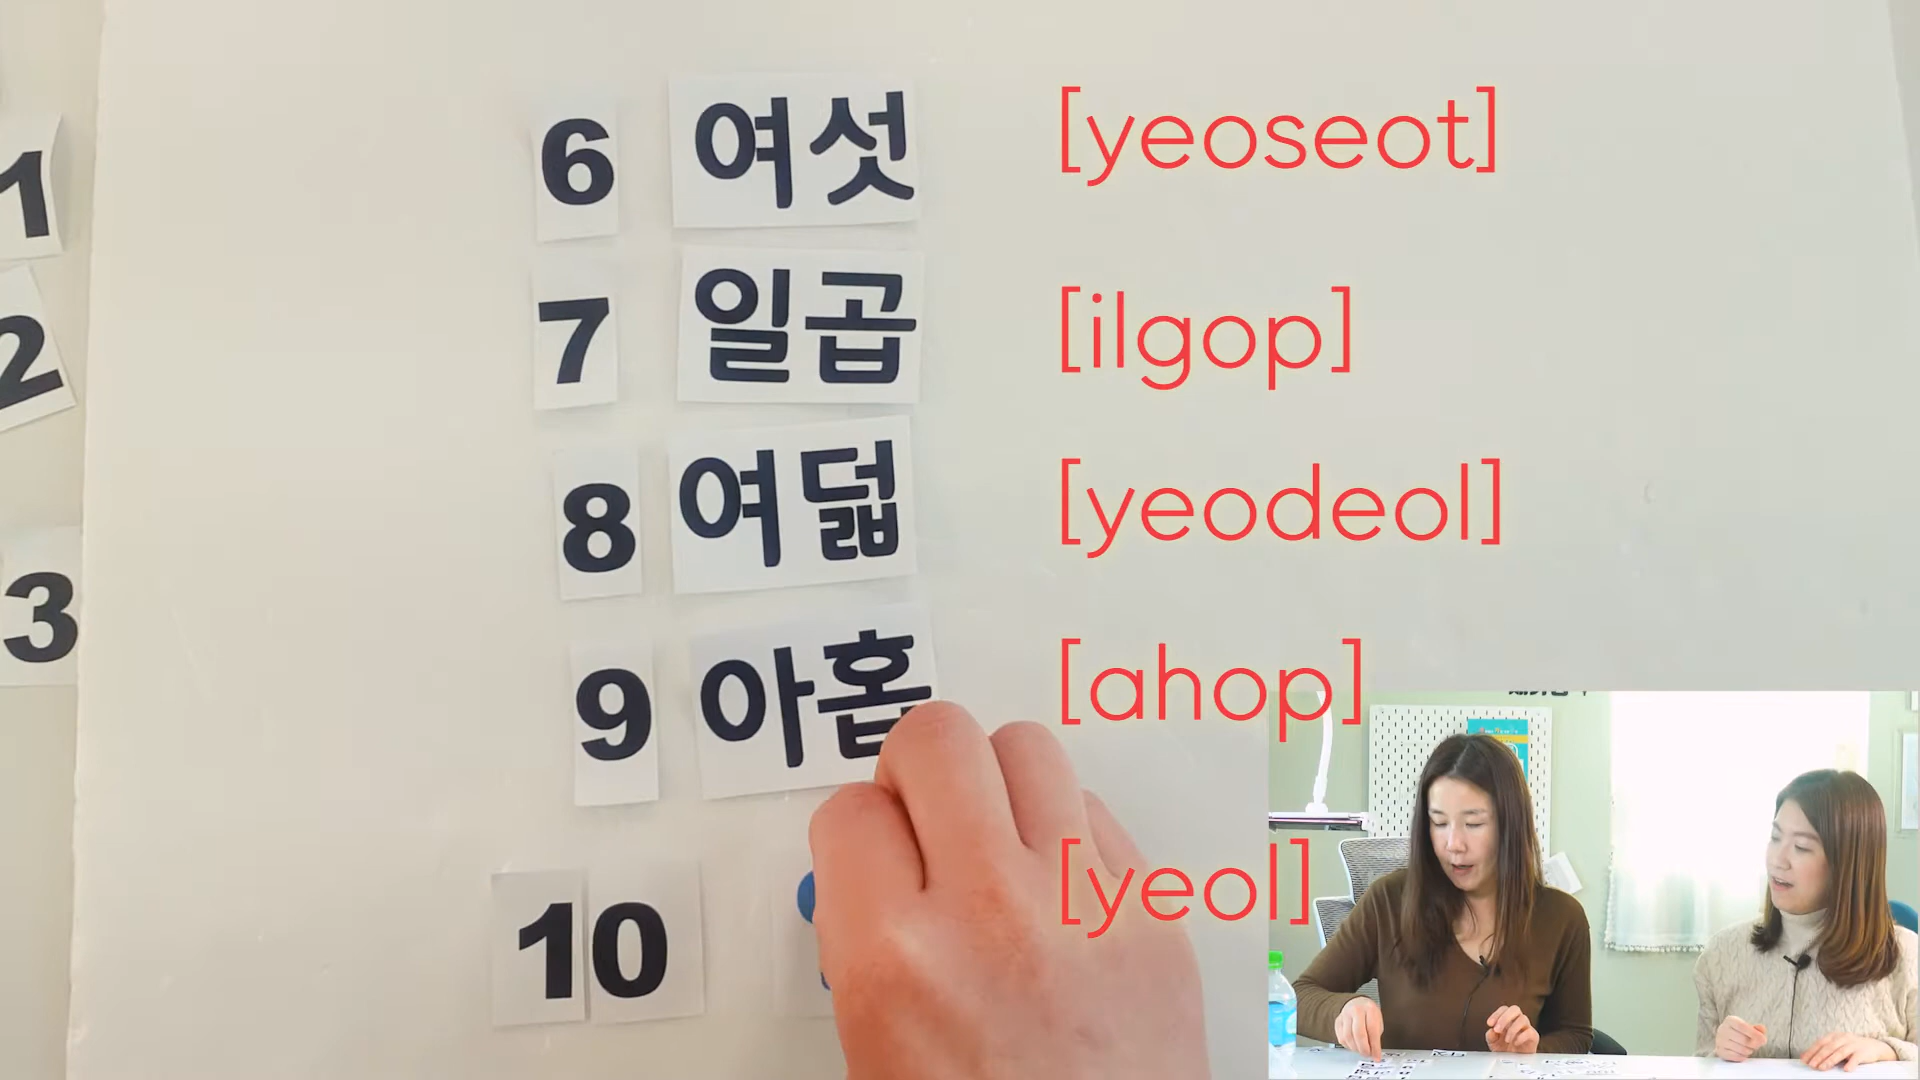 1
2
3
6 여섯 [yeoseot]
7 일곱 [ilgop]
8 여덟 [yeodeol]
9 아홉 [ahop]
10 [yeol]